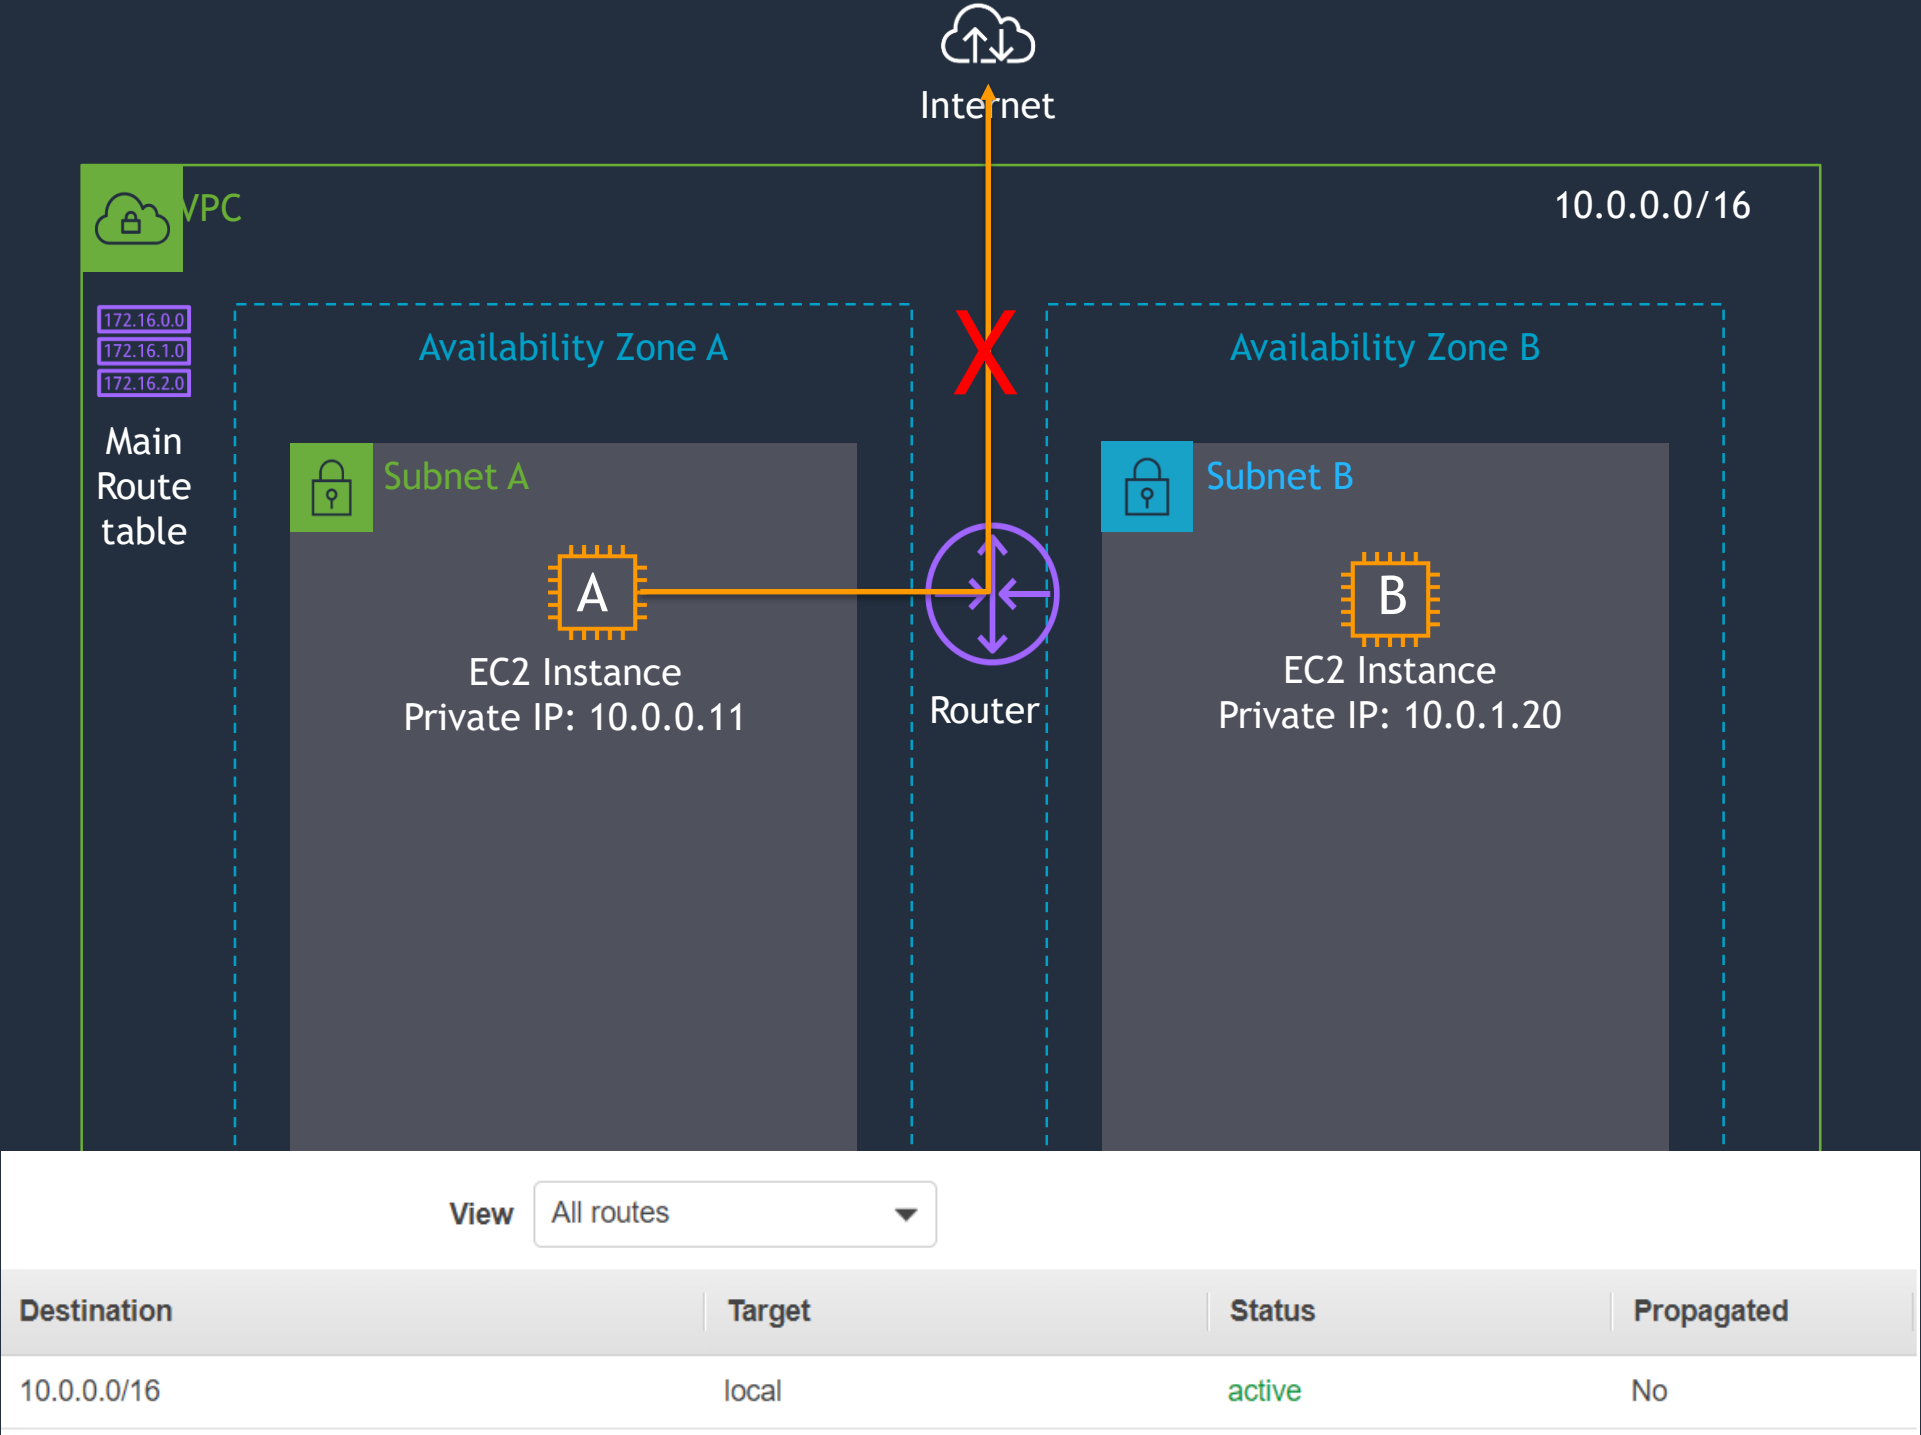 Internet
VPC
10.0.0.0/16
172.16.0.0
172.16.1.0
172.16.2.0
Main
Route
table
Availability Zone A
Availability Zone B
X
Subnet A
Subnet B
A
B
EC2 Instance
Private IP: 10.0.0.11
Router
EC2 Instance
Private IP: 10.0.1.20
View All routes
Destination Target Status Propagated
10.0.0.0/16 local active No